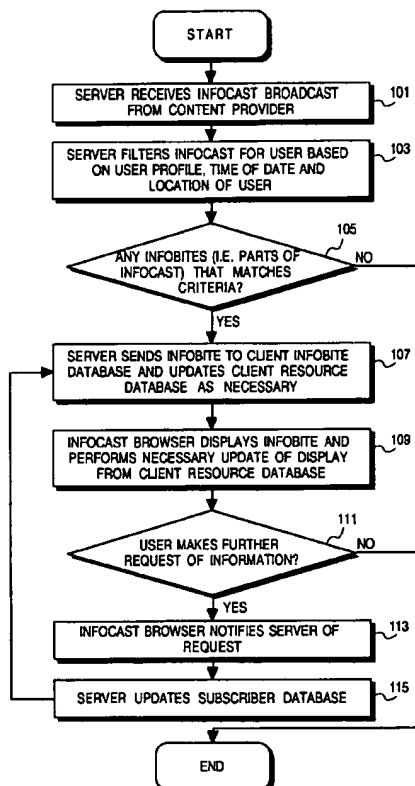 START
SERVER RECEIVES INFOCAST BROADCAST
FROM CONTENT PROVIDER
101
SERVER FILTERS INFOCAST FOR USER BASED
ON USER PROFILE, TIME OF DATE AND
LOCATION OF USER
103
105
ANY INFOBITES (I.E. PARTS OF
INFOCAST) THAT MATCHES
CRITERIA?
NO
YES
SERVER SENDS INFOBITE TO CLIENT INFOBITE
DATABASE AND UPDATES CLIENT RESOURCE
DATABASE AS NECESSARY
107
INFOCAST BROWSER DISPLAYS INFOBITE AND
PERFORMS NECESSARY UPDATE OF DISPLAY
FROM CLIENT RESOURCE DATABASE
109
111
USER MAKES FURTHER
REQUEST OF INFORMATION?
NO
YES
INFOCAST BROWSER NOTIFIES SERVER OF
REQUEST
113
SERVER UPDATES SUBSCRIBER DATABASE
115
END